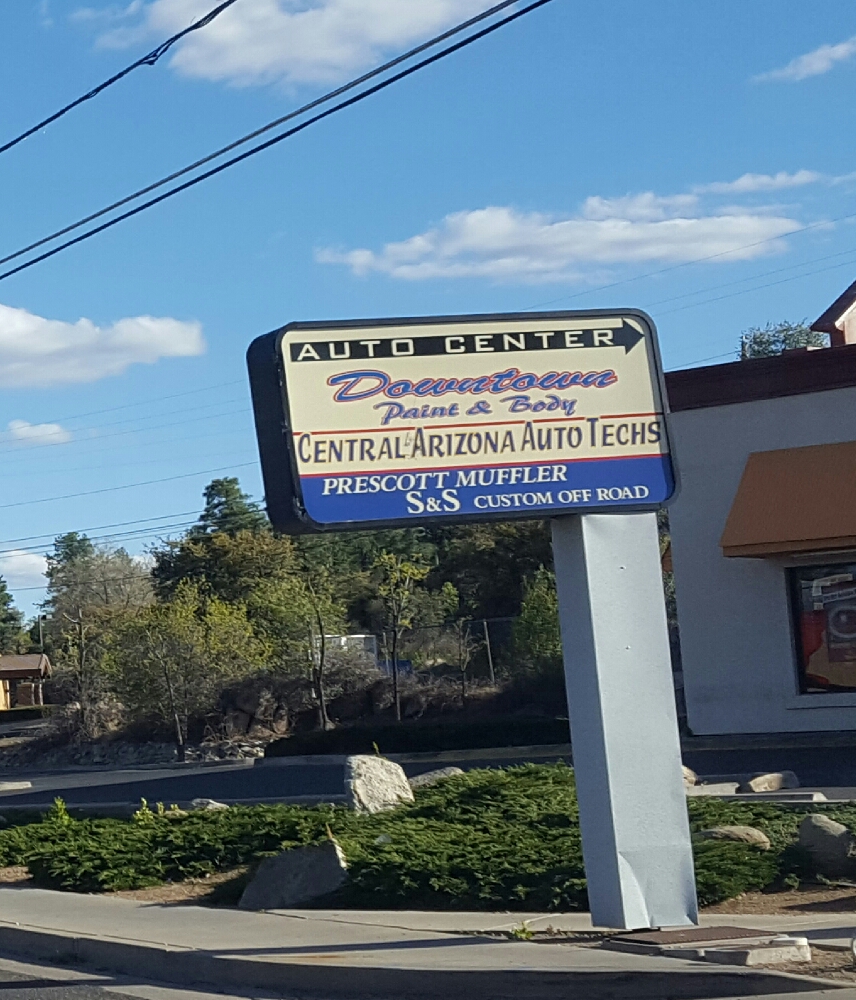 AUTO CENTER
Downtown
Paint & Body
CENTRAL ARIZONA AUTO TECHS
PRESCOTT MUFFLER
S&S CUSTOM OFF ROAD